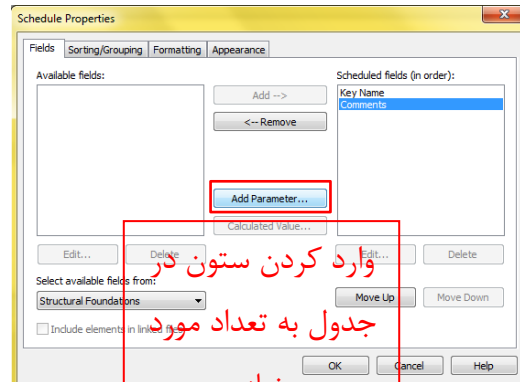 Schedule Properties
Fields Sorting/Grouping Formatting Appearance
Available fields:
Scheduled fields (in order):
Key Name
Comments
Add -->
<-- Remove
Add Parameter...
Calculated Value...
Edit... Delete
Edit... Delete
Select available fields from:
Structural Foundations
Move Up Move Down
Include elements in linked files
OK Cancel Help
وارد کردن ستون در
جدول به تعداد مورد